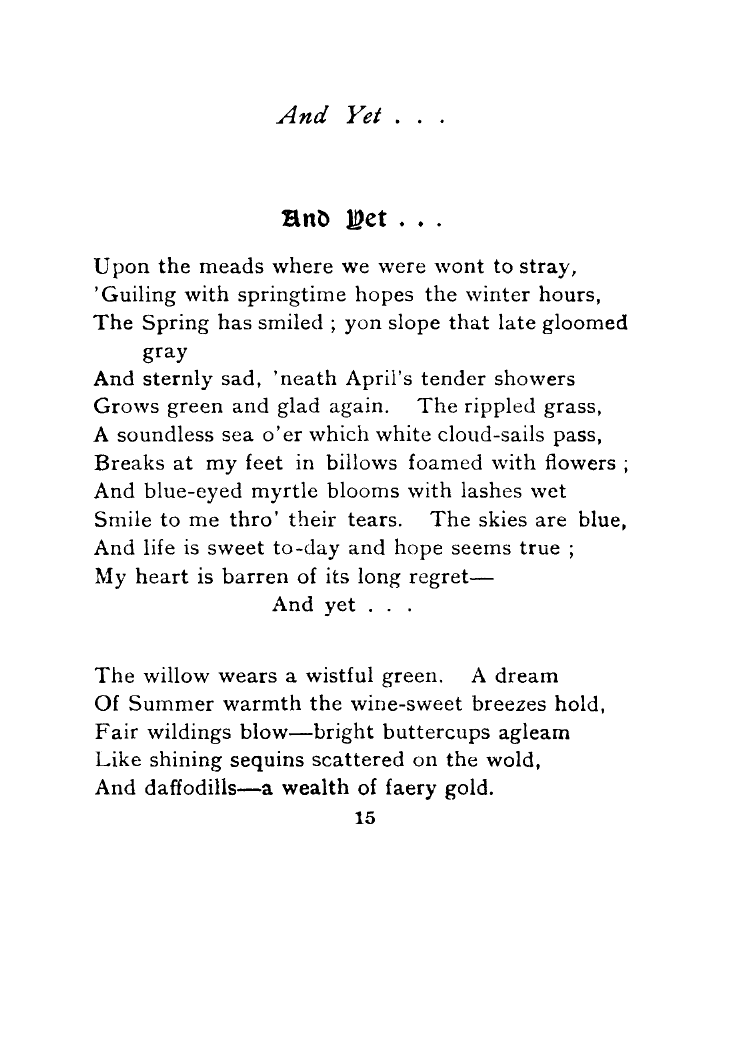 And Yet . . .
And Yet . . .
Upon the meads where we were wont to stray,
'Guiling with springtime hopes the winter hours,
The Spring has smiled ; yon slope that late gloomed
gray
And sternly sad, 'neath April's tender showers
Grows green and glad again. The rippled grass,
A soundless sea o'er which white cloud-sails pass,
Breaks at my feet in billows foamed with flowers ;
And blue-eyed myrtle blooms with lashes wet
Smile to me thro' their tears. The skies are blue,
And life is sweet to-day and hope seems true ;
My heart is barren of its long regret—
And yet . . .
The willow wears a wistful green. A dream
Of Summer warmth the wine-sweet breezes hold,
Fair wildings blow—bright buttercups agleam
Like shining sequins scattered on the wold,
And daffodills—a wealth of faery gold.
15